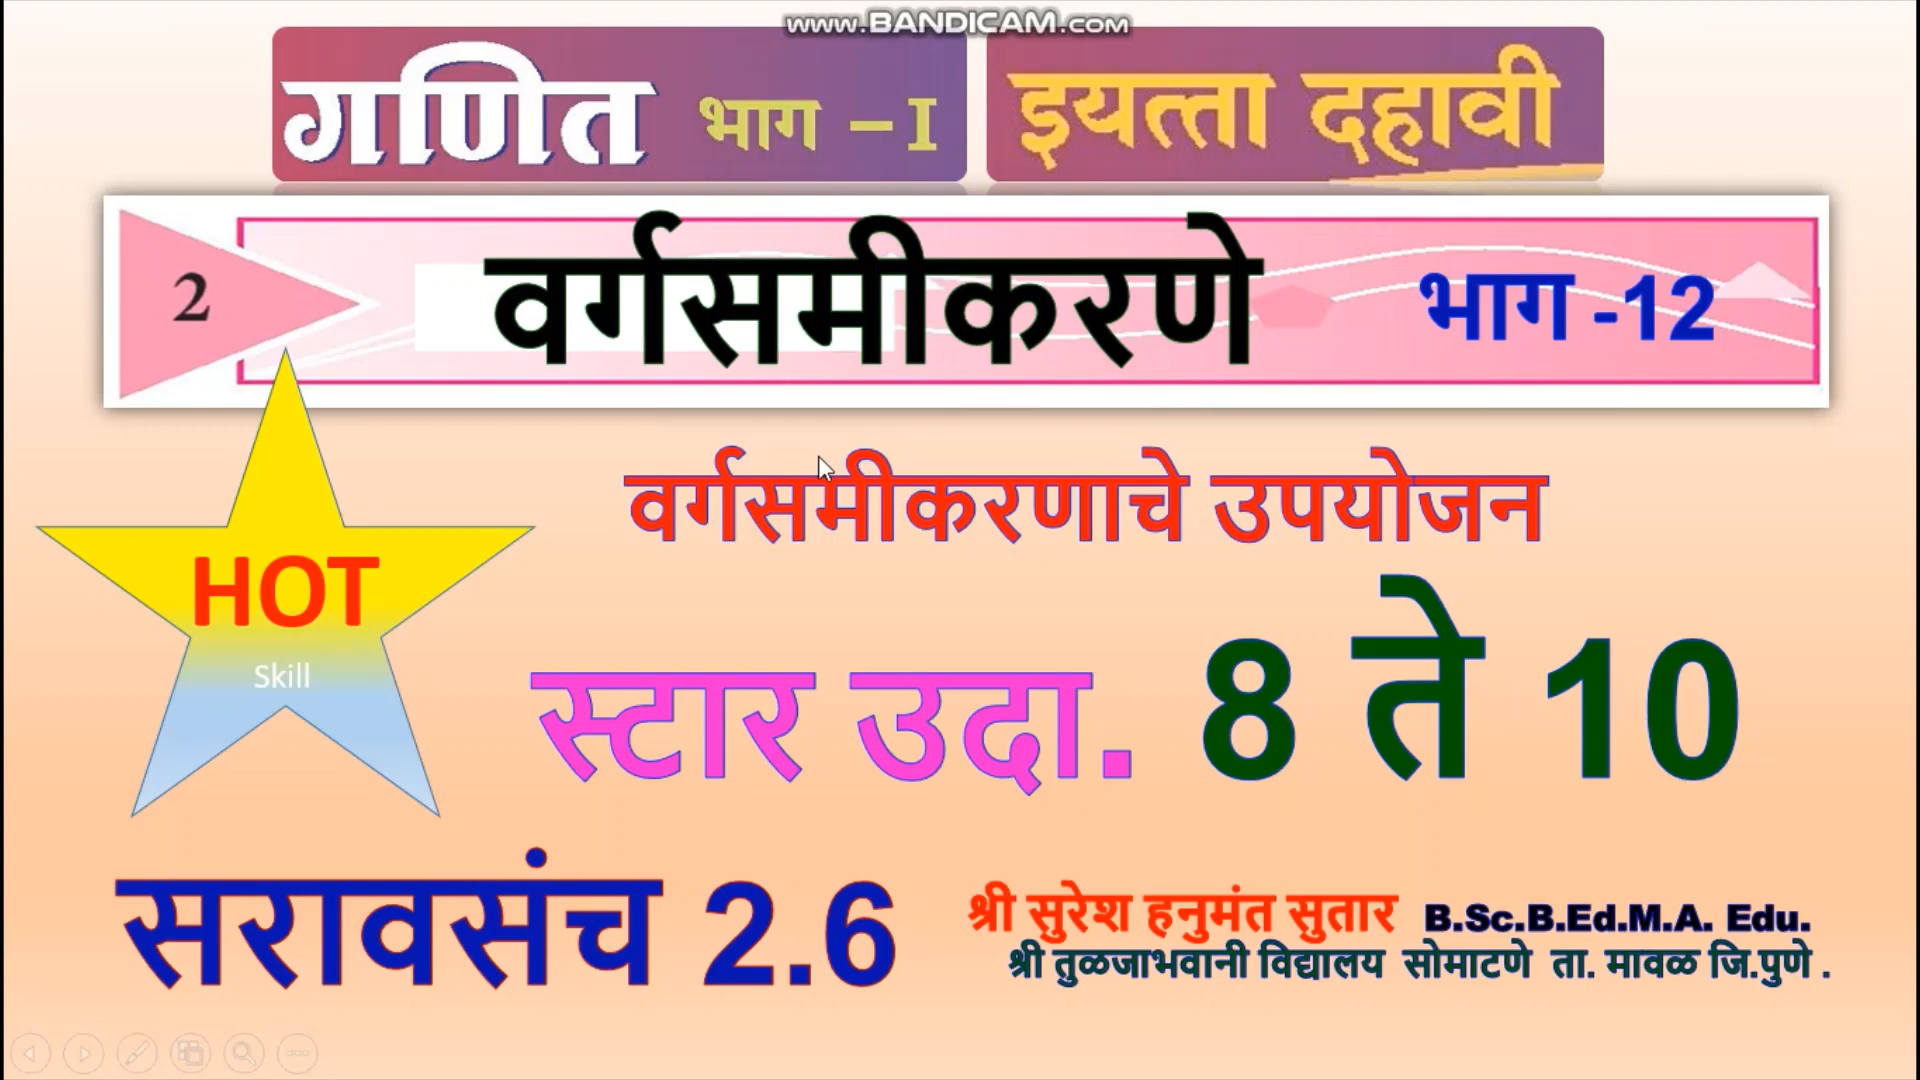 www.BANDICAM.com
गणित भाग -I इयत्ता दहावी
2 वर्गसमीकरणे भाग -12
वर्गसमीकरणाचे उपयोजन
HOT
Skill
स्टार उदा. 8 ते 10
सरावसंच 2.6
श्री सुरेश हनुमंत सुतार B.Sc.B.Ed.M.A. Edu.
श्री तुळजाभवानी विद्यालय सोमाटणे ता. मावळ जि.पुणे .